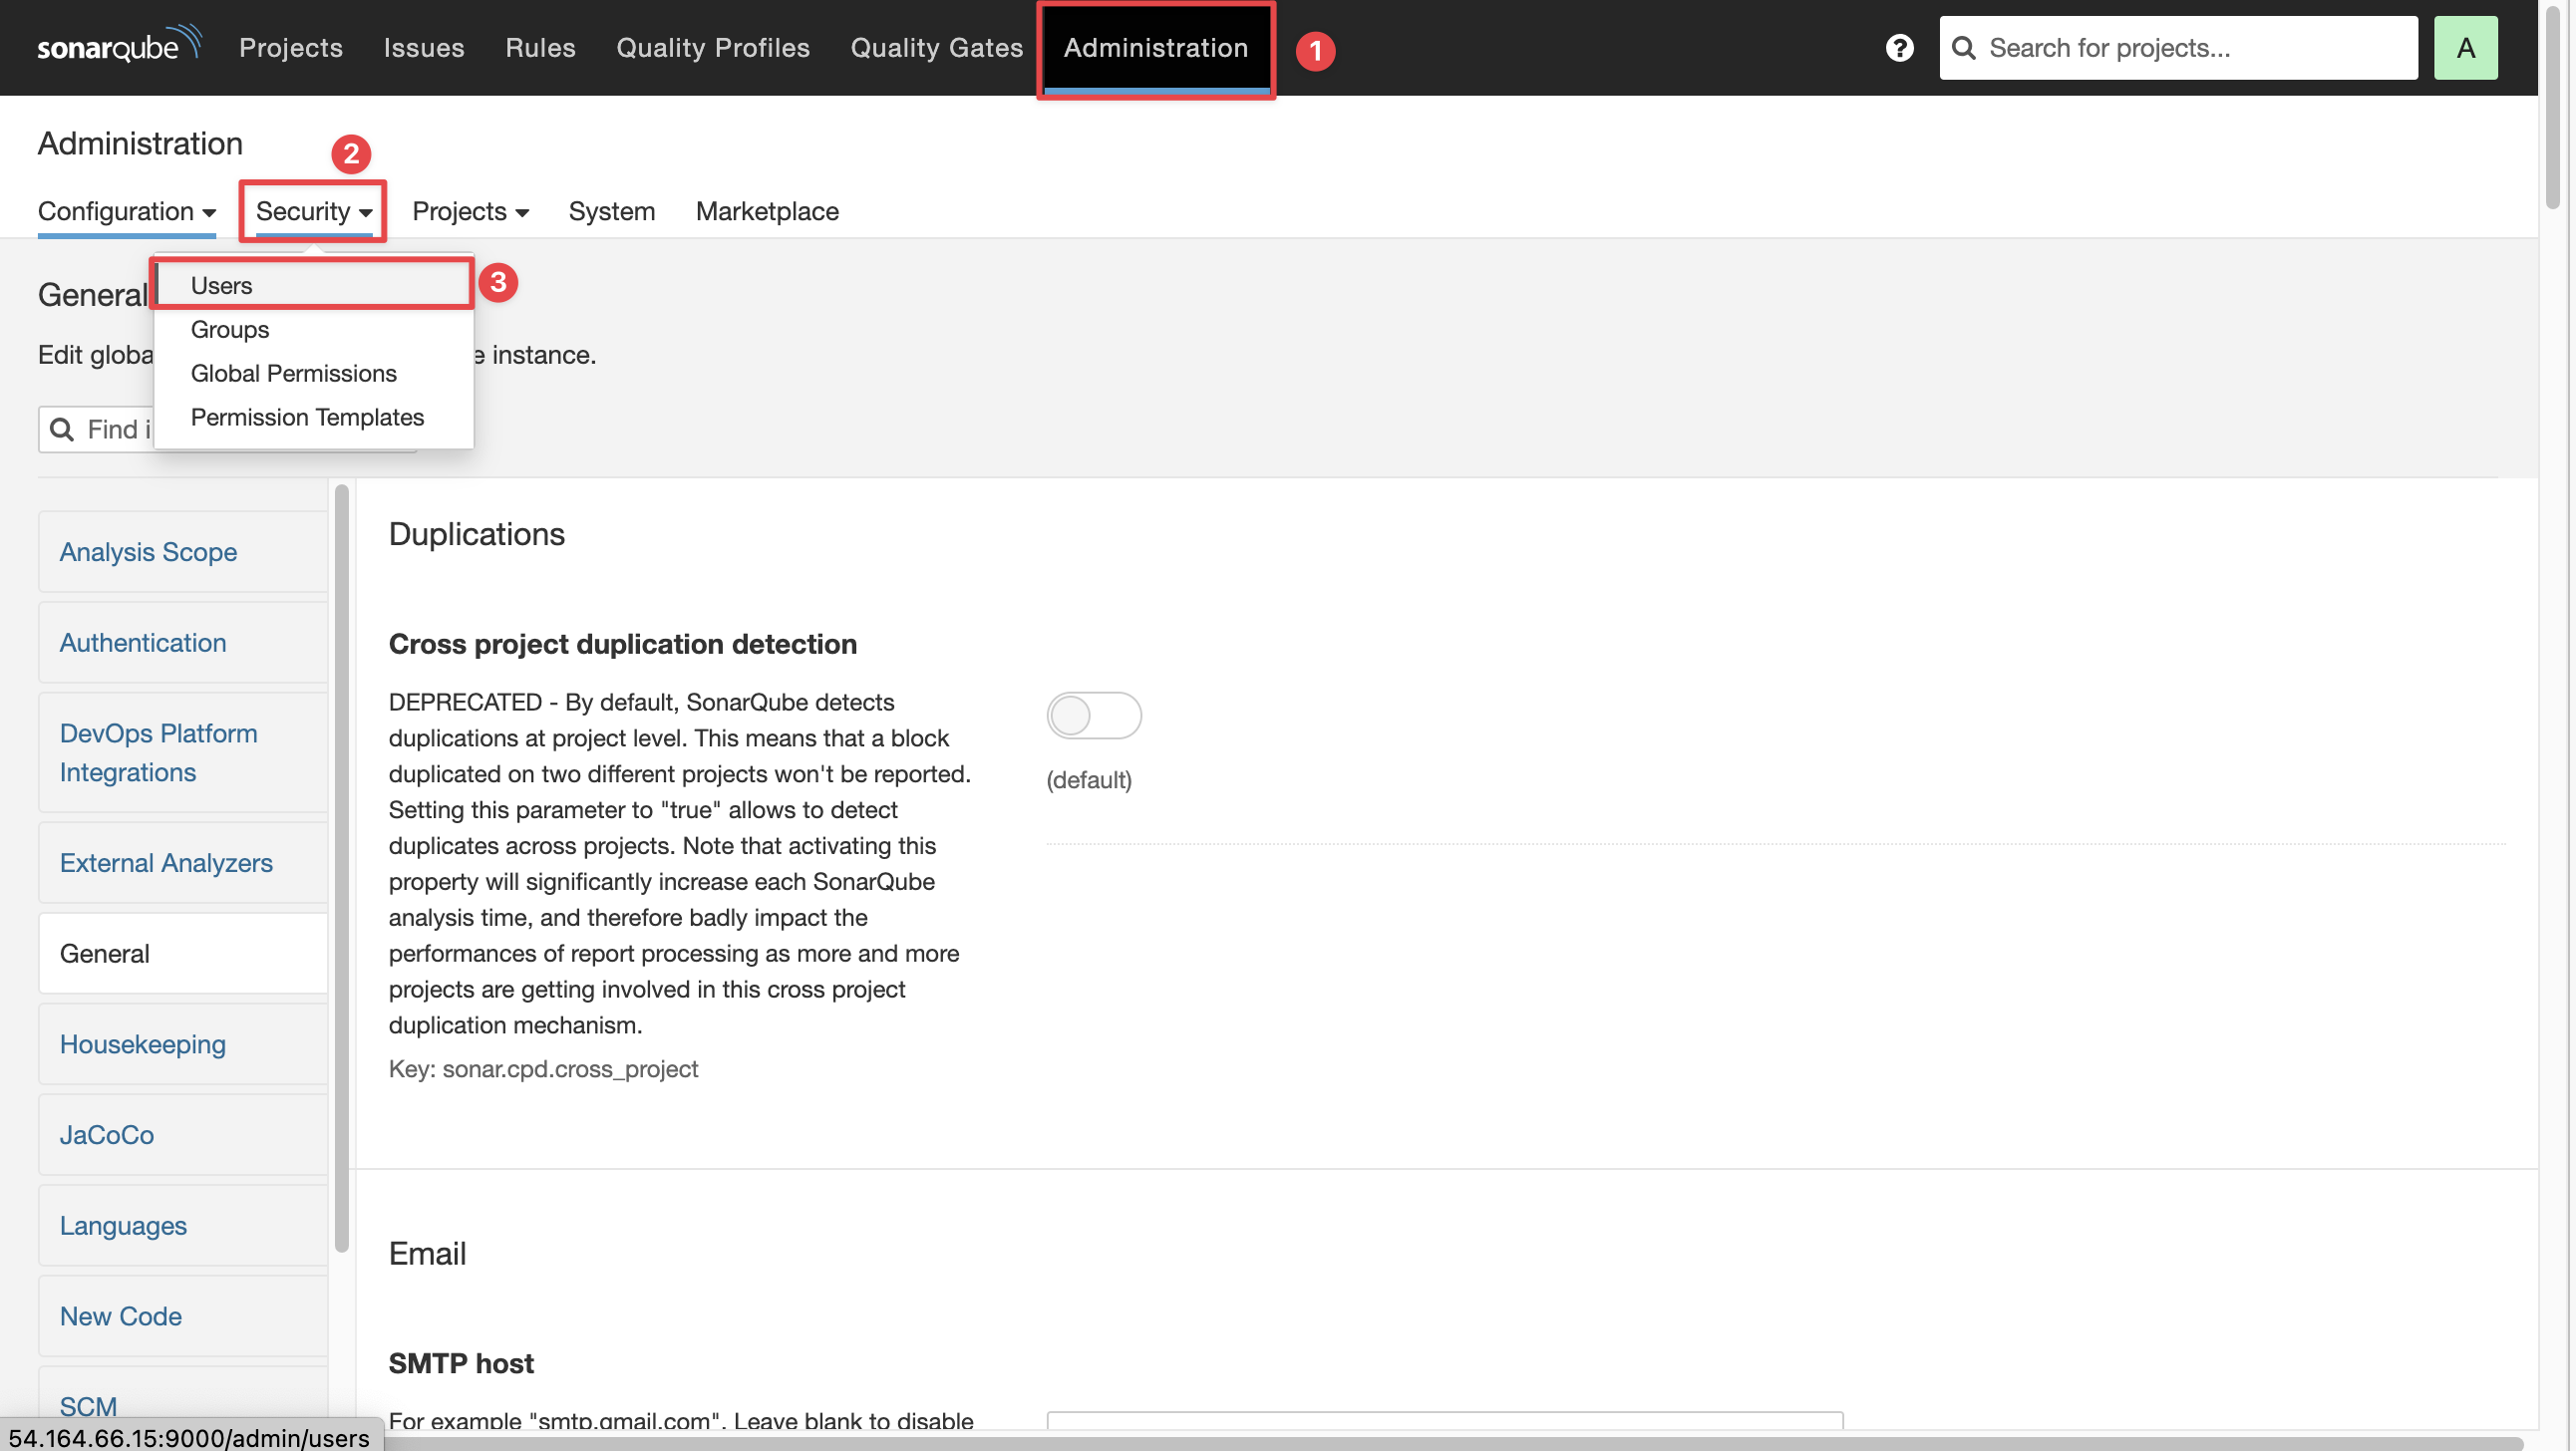 sonarqube Projects Issues Rules Quality Profiles Quality Gates Administration 1 ? Search for projects... A
Administration
2
Configuration Security Projects System Marketplace
Users 3
General
Groups
Edit globa e instance.
Global Permissions
Permission Templates
Find i
Analysis Scope
Authentication
DevOps Platform
Integrations
External Analyzers
General
Housekeeping
JaCoCo
Languages
New Code
SCM
Duplications
Cross project duplication detection
DEPRECATED - By default, SonarQube detects
duplications at project level. This means that a block
duplicated on two different projects won't be reported.
Setting this parameter to "true" allows to detect
duplicates across projects. Note that activating this
property will significantly increase each SonarQube
analysis time, and therefore badly impact the
performances of report processing as more and more
projects are getting involved in this cross project
duplication mechanism.
Key: sonar.cpd.cross_project
(default)
Email
SMTP host
For example "smtp.gmail.com". Leave blank to disable
54.164.66.15:9000/admin/users